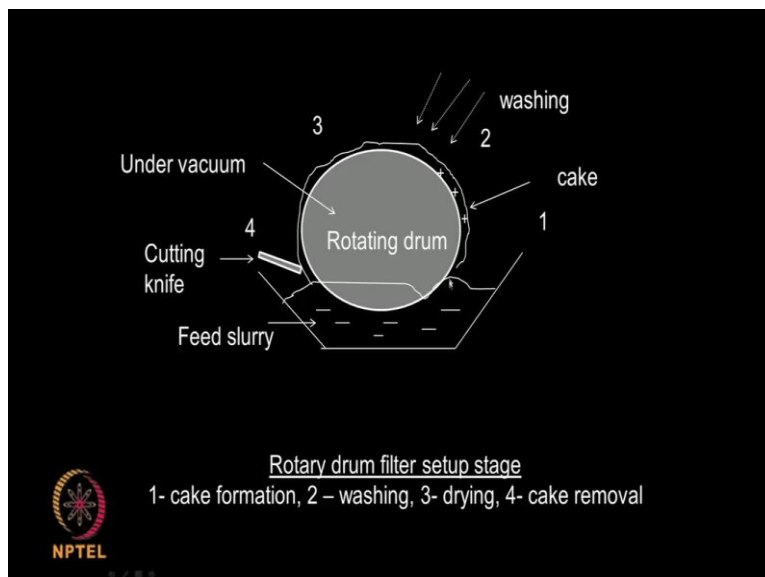 washing
3
2
Under vacuum
cake
4
1
Rotating drum
Cutting
knife
Feed slurry
Rotary drum filter setup stage
1- cake formation, 2 – washing, 3- drying, 4- cake removal
NPTEL